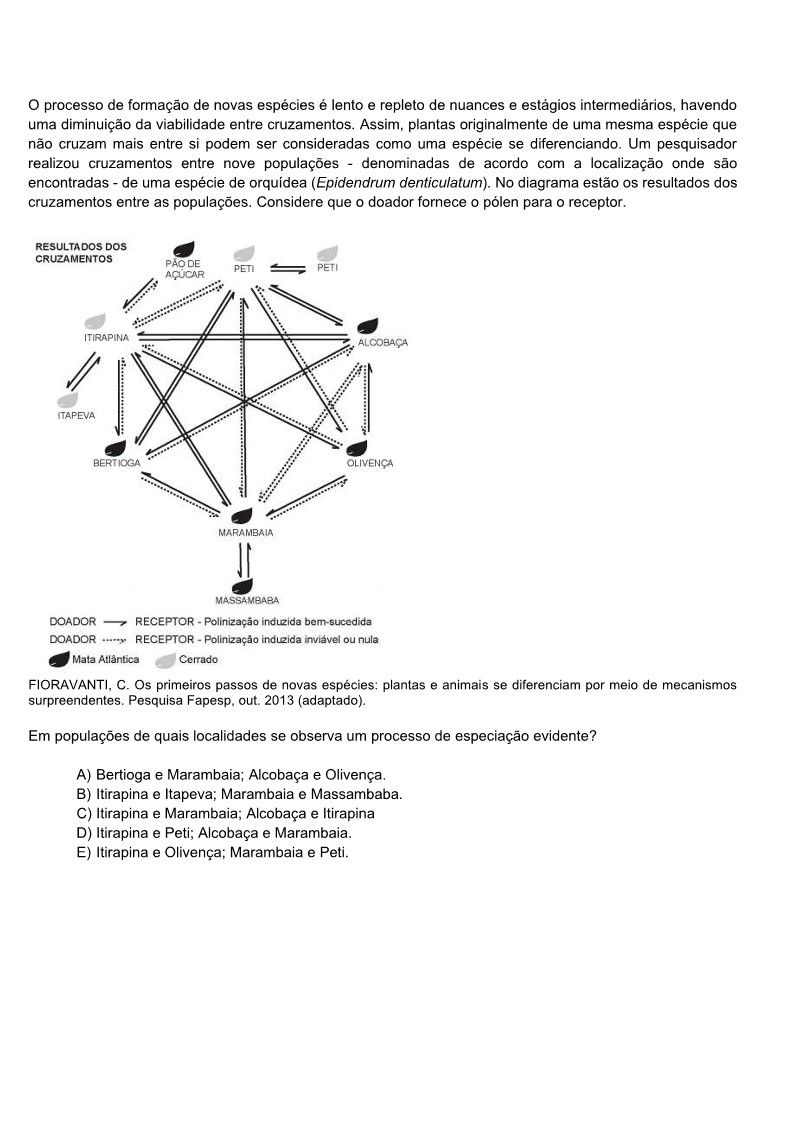 O processo de formação de novas espécies é lento e repleto de nuances e estágios intermediários, havendo
uma diminuição da viabilidade entre cruzamentos. Assim, plantas originalmente de uma mesma espécie que
não cruzam mais entre si podem ser consideradas como uma espécie se diferenciando. Um pesquisador
realizou cruzamentos entre nove populações - denominadas de acordo com a localização onde são
encontradas - de uma espécie de orquídea (Epidendrum denticulatum). No diagrama estão os resultados dos
cruzamentos entre as populações. Considere que o doador fornece o pólen para o receptor.
RESULTADOS DOS
CRUZAMENTOS
PÃO DE
AÇÚCAR
PETI
PETI
ITIRAPINA
ALCOBAÇA
ITAPEVA
BERTIOGA
OLIVENÇA
MARAMBAIA
MASSAMBABA
DOADOR RECEPTOR - Polinização induzida bem-sucedida
DOADOR RECEPTOR - Polinização induzida inviável ou nula
Mata Atlântica Cerrado
FIORAVANTI, C. Os primeiros passos de novas espécies: plantas e animais se diferenciam por meio de mecanismos
surpreendentes. Pesquisa Fapesp, out. 2013 (adaptado).
Em populações de quais localidades se observa um processo de especiação evidente?
A) Bertioga e Marambaia; Alcobaça e Olivença.
B) Itirapina e Itapeva; Marambaia e Massambaba.
C) Itirapina e Marambaia; Alcobaça e Itirapina
D) Itirapina e Peti; Alcobaça e Marambaia.
E) Itirapina e Olivença; Marambaia e Peti.